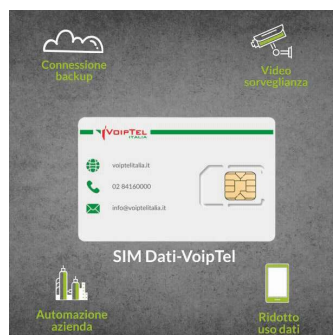 Connessione
backup
Video
sorveglianza
VOIPTEL
ITALIA
voiptelitalia.it
02 84160000
info@voiptelitalia.it
SIM Dati-VoipTel
Automazione
azienda
Ridotto
uso dati